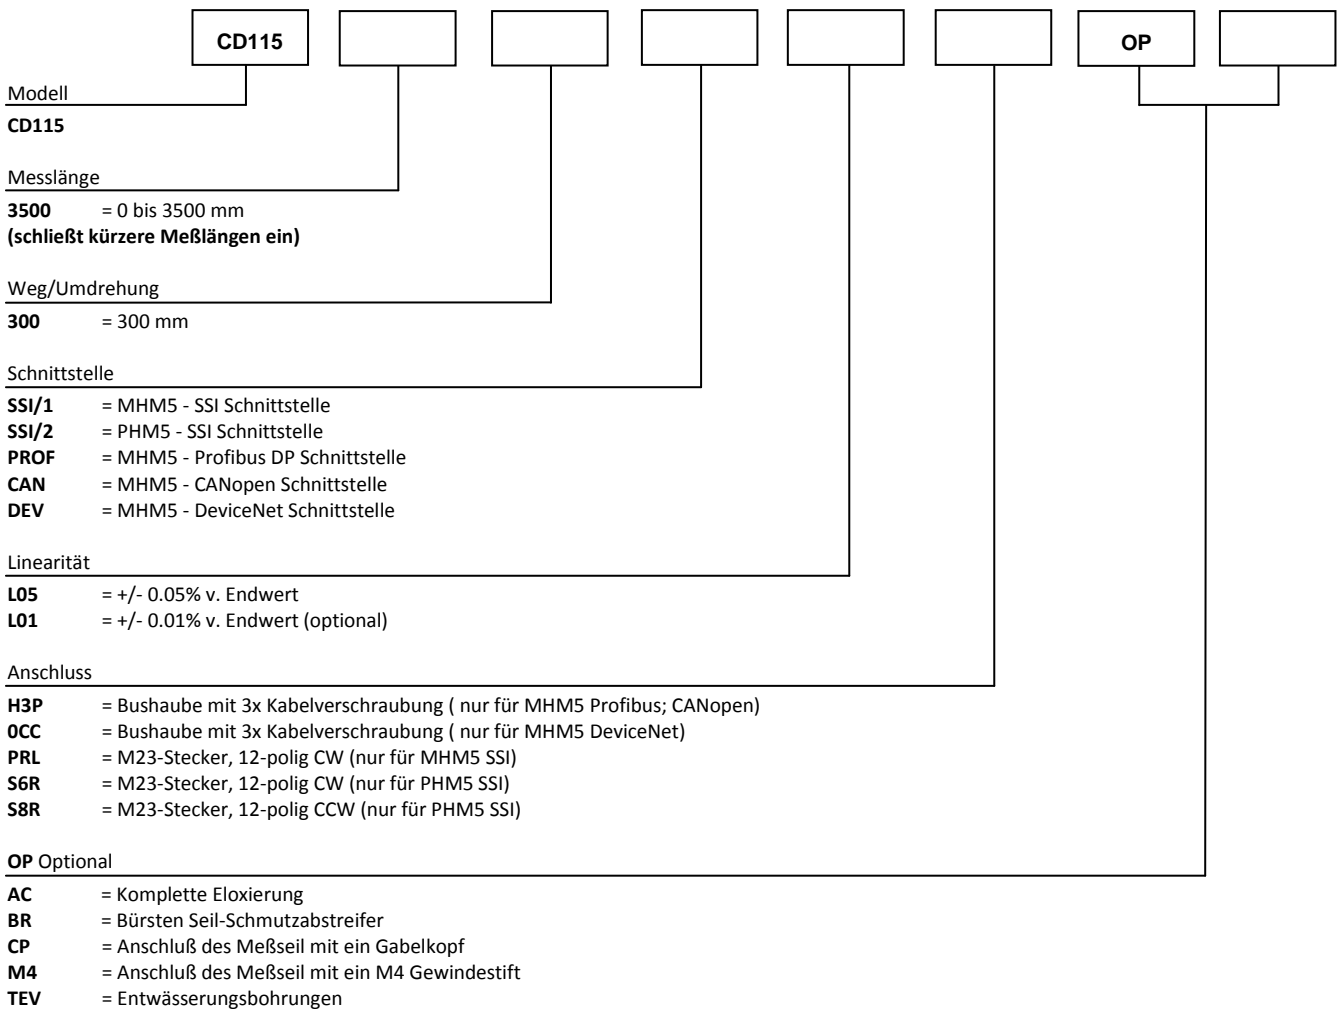 CD115 OP
Modell
CD115
Messlänge
3500 = 0 bis 3500 mm
(schließt kürzere Meßlängen ein)
Weg/Umdrehung
300 = 300 mm
Schnittstelle
SSI/1 = MHM5 - SSI Schnittstelle
SSI/2 = PHM5 - SSI Schnittstelle
PROF = MHM5 - Profibus DP Schnittstelle
CAN = MHM5 - CANopen Schnittstelle
DEV = MHM5 - DeviceNet Schnittstelle
Linearität
L05 = +/- 0.05% v. Endwert
L01 = +/- 0.01% v. Endwert (optional)
Anschluss
H3P = Bushaube mit 3x Kabelverschraubung ( nur für MHM5 Profibus; CANopen)
0CC = Bushaube mit 3x Kabelverschraubung ( nur für MHM5 DeviceNet)
PRL = M23-Stecker, 12-polig CW (nur für MHM5 SSI)
S6R = M23-Stecker, 12-polig CW (nur für PHM5 SSI)
S8R = M23-Stecker, 12-polig CCW (nur für PHM5 SSI)
OP Optional
AC = Komplette Eloxierung
BR = Bürsten Seil-Schmutzabstreifer
CP = Anschluß des Meßseil mit ein Gabelkopf
M4 = Anschluß des Meßseil mit ein M4 Gewindestift
TEV = Entwässerungsbohrungen